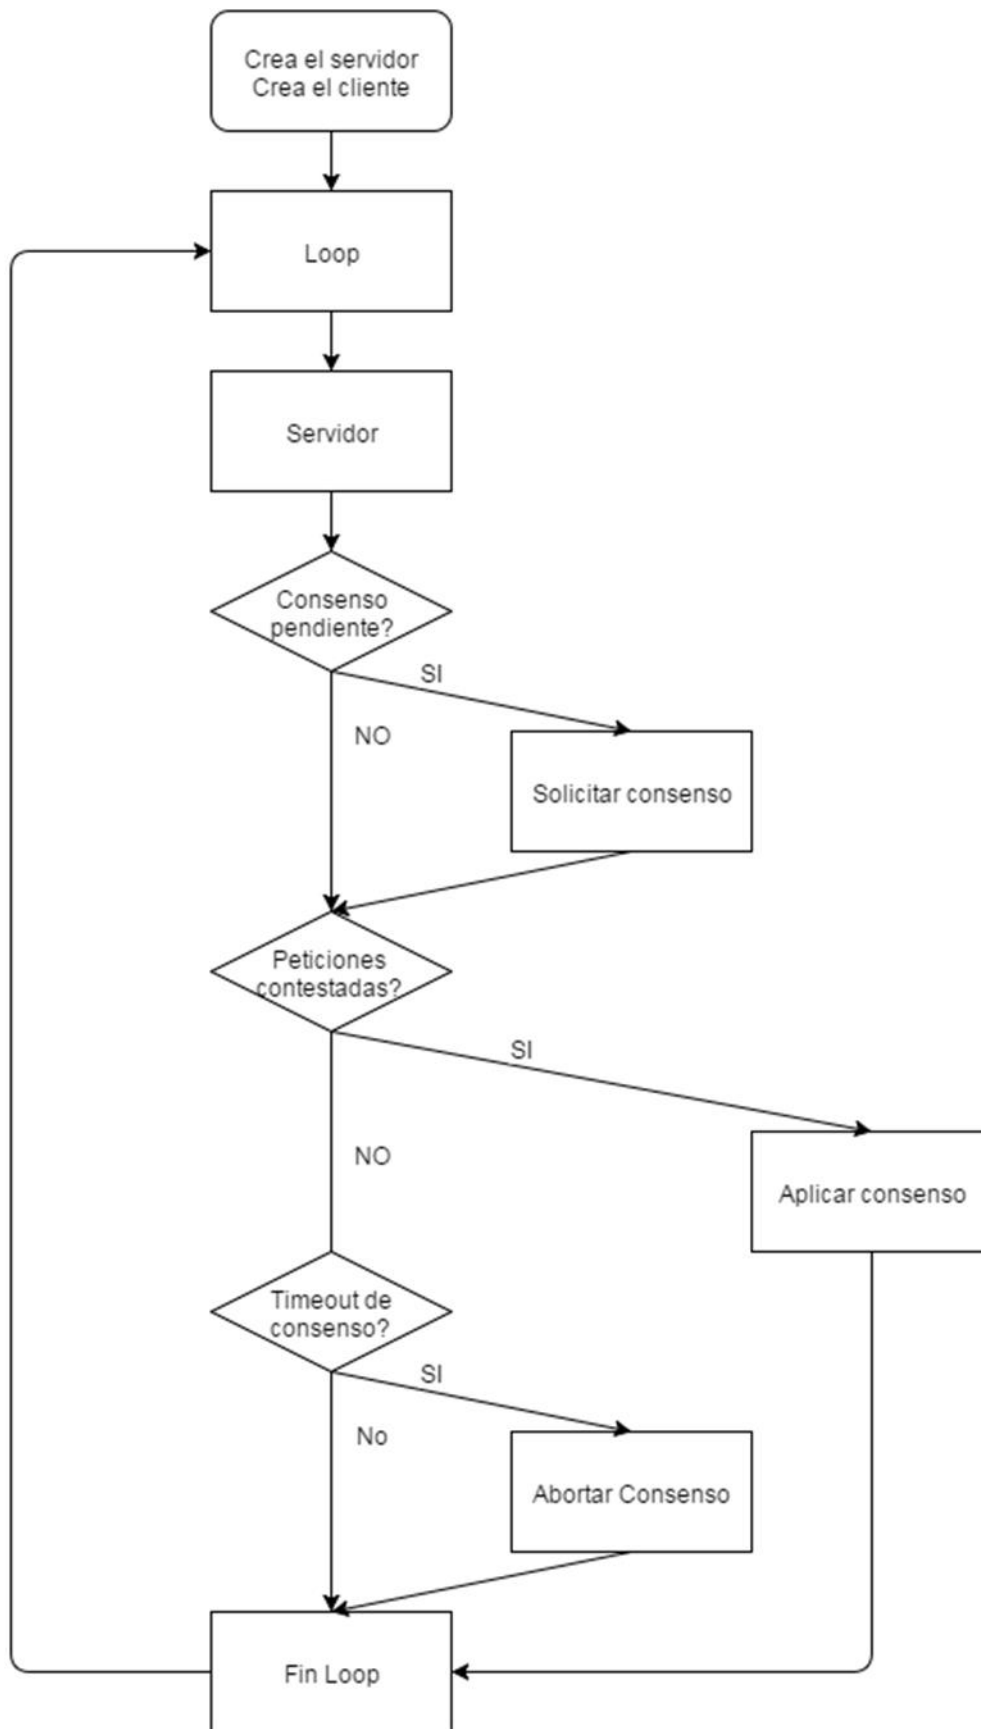 Crea el servidor
Crea el cliente
Loop
Servidor
Consenso
pendiente?
SI
NO
Solicitar consenso
Peticiones
contestadas?
SI
NO
Aplicar consenso
Timeout de
consenso?
SI
No
Abortar Consenso
Fin Loop